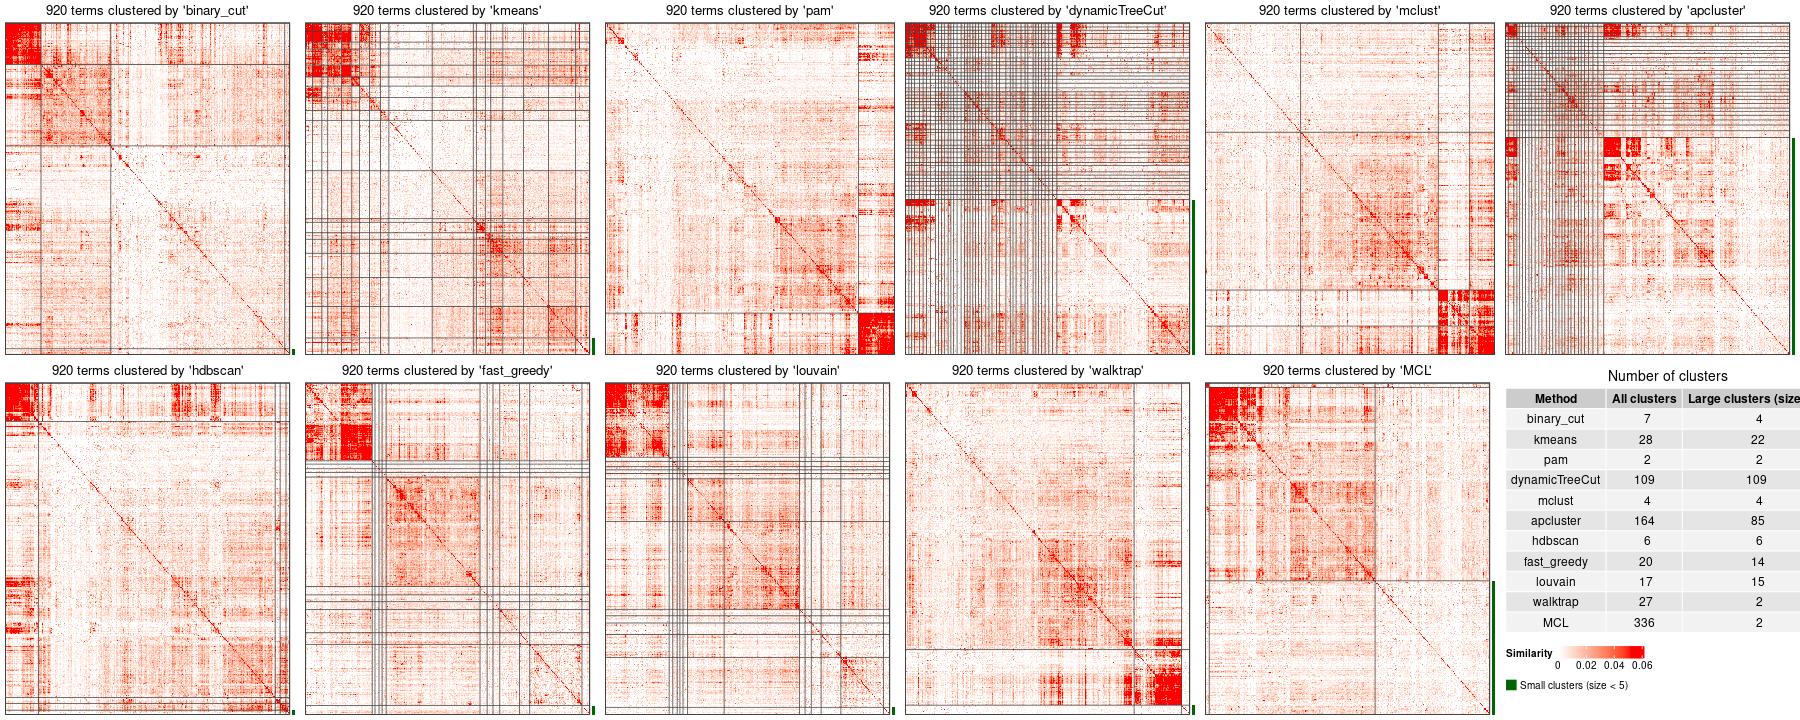 920 terms clustered by 'binary_cut'
920 terms clustered by 'kmeans'
920 terms clustered by 'pam'
920 terms clustered by 'dynamicTreeCut'
920 terms clustered by 'mclust'
920 terms clustered by 'apcluster'
920 terms clustered by 'hdbscan'
920 terms clustered by 'fast_greedy'
920 terms clustered by 'louvain'
920 terms clustered by 'walktrap'
920 terms clustered by 'MCL'
Number of clusters
Method All clusters Large clusters (size
binary_cut 7 4
kmeans 28 22
pam 2 2
dynamicTreeCut 109 109
mclust 4 4
apcluster 164 85
hdbscan 6 6
fast_greedy 20 14
louvain 17 15
walktrap 27 2
MCL 336 2
Similarity
0 0.02 0.04 0.06
Small clusters (size < 5)